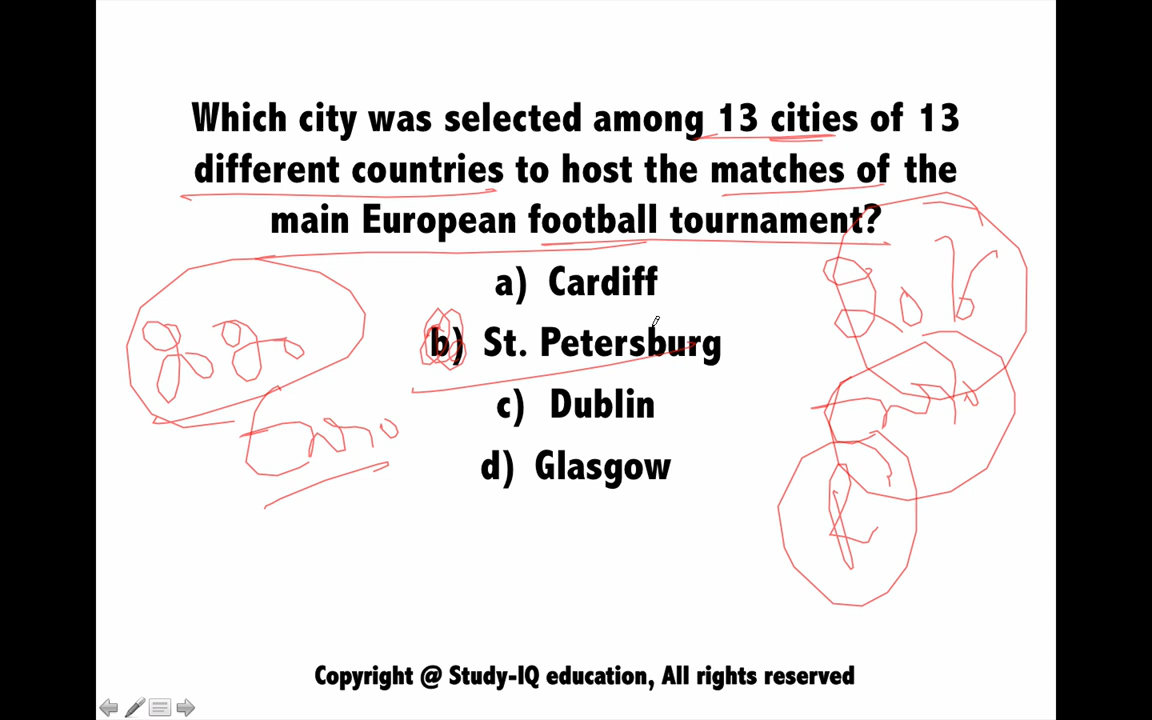 Which city was selected among 13 cities of 13
different countries to host the matches of the
main European football tournament?
a) Cardiff
b) St. Petersburg
c) Dublin
d) Glasgow
Copyright @ Study-IQ education, All rights reserved